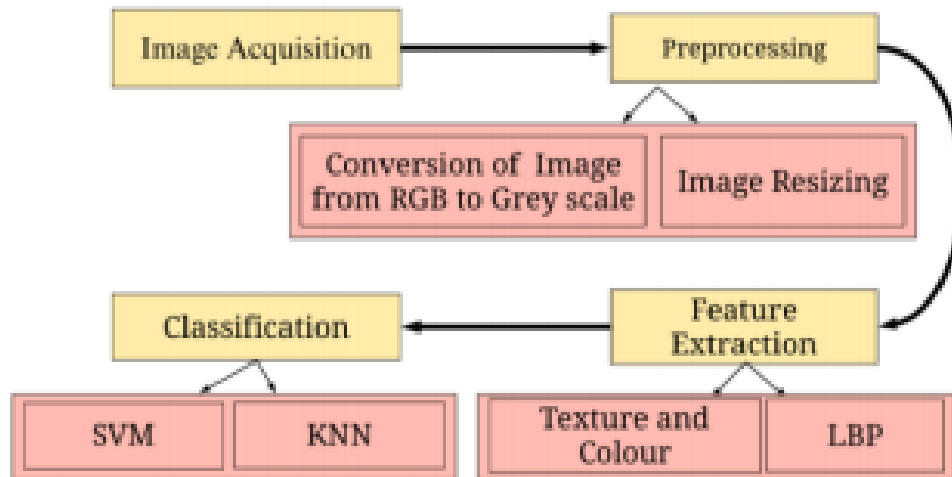 Image Acquisition
Preprocessing
Conversion of Image
from RGB to Grey scale
Image Resizing
Classification
Feature
Extraction
SVM
KNN
Texture and
Colour
LBP